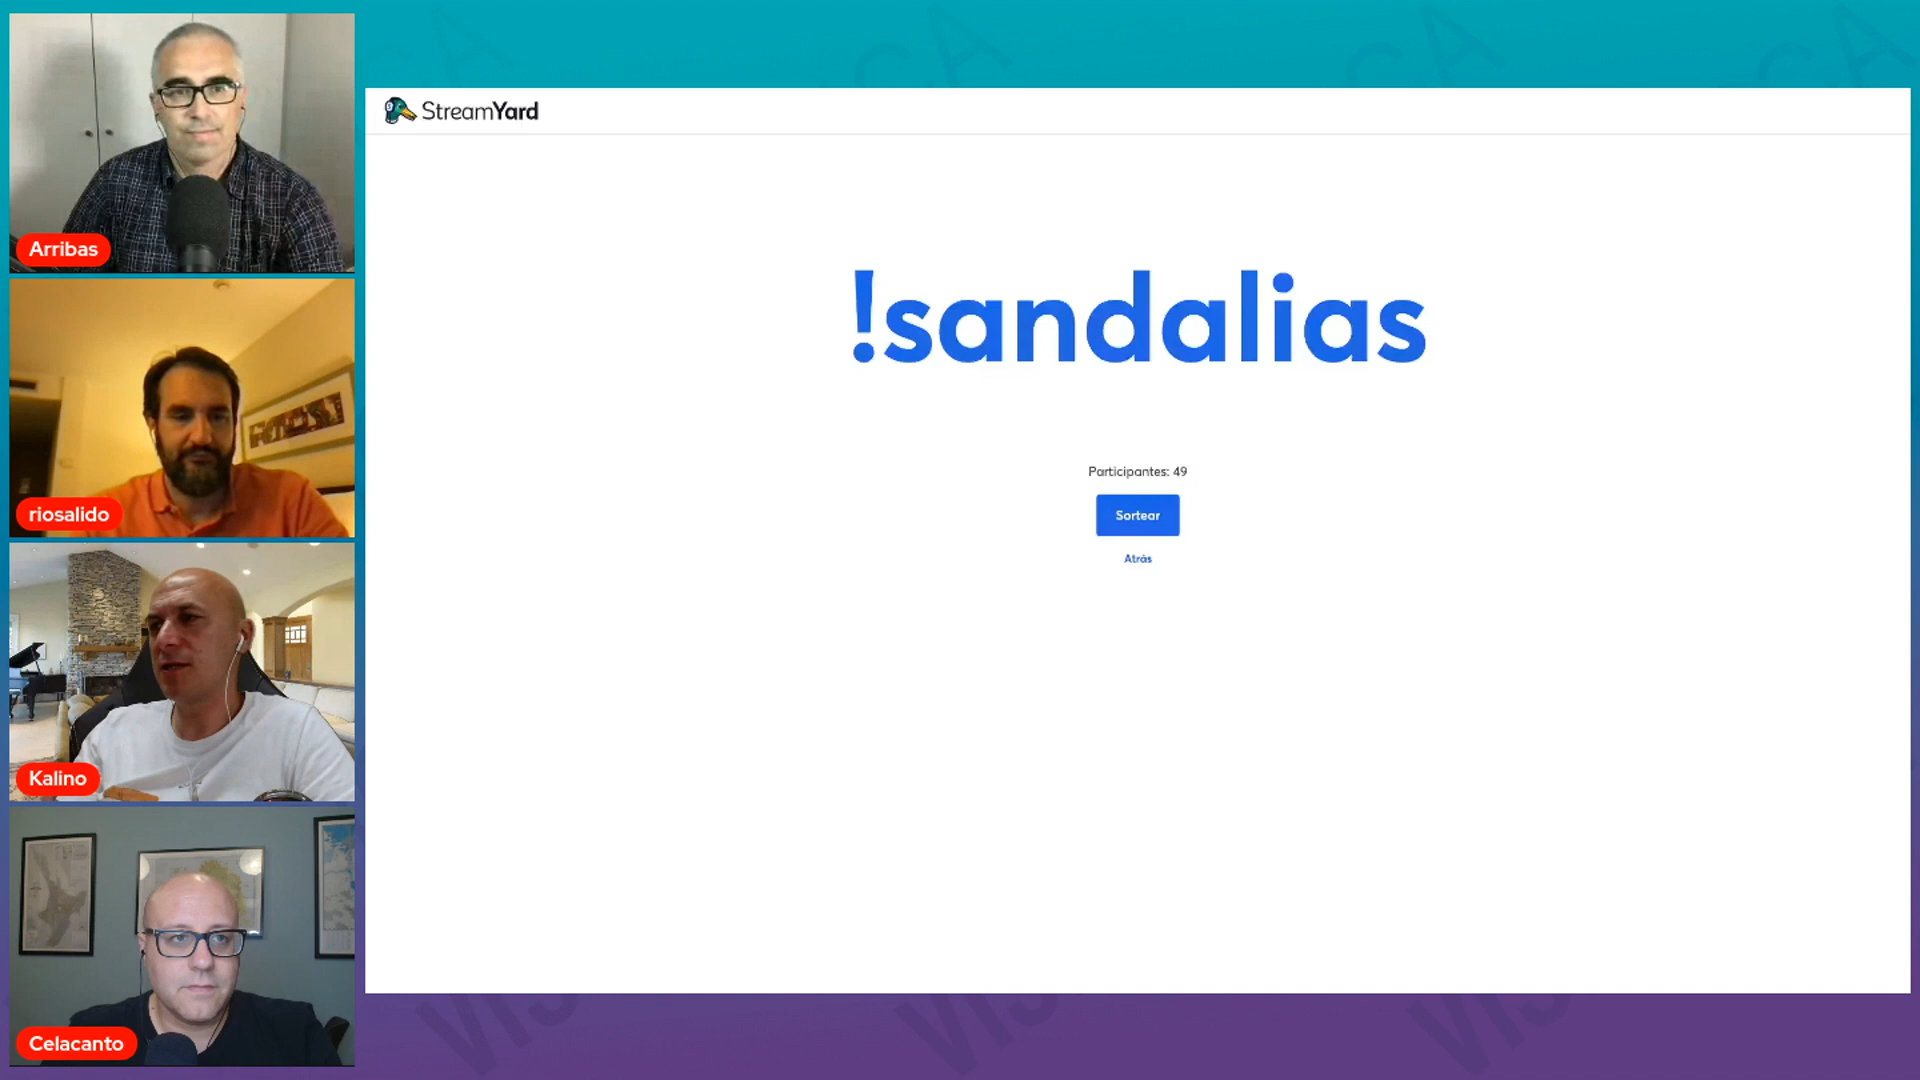 Arribas
riosalido
Kalino
Celacanto
StreamYard
!sandalias
Participantes: 49
Sortear
Atrás